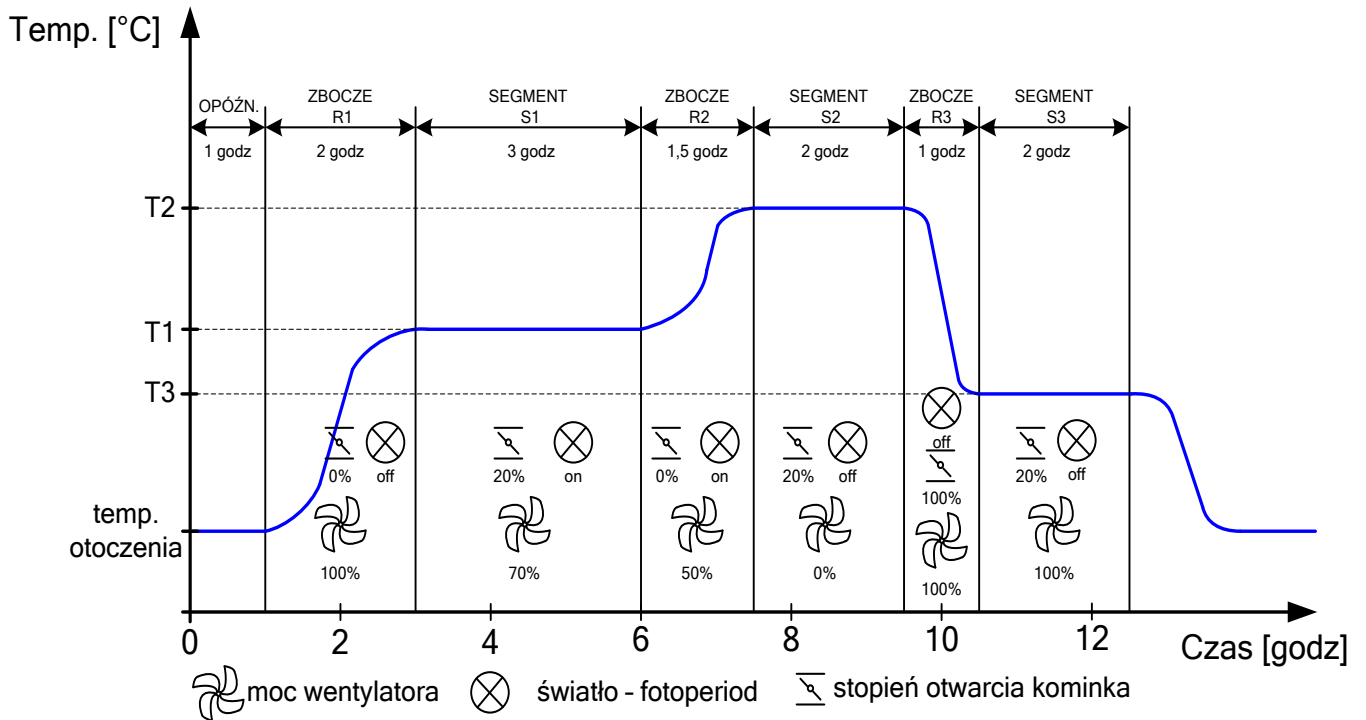 Temp. [°C]
OPÓŹN.
ZBOCZE
R1
SEGMENT
S1
ZBOCZE
R2
SEGMENT
S2
ZBOCZE
R3
SEGMENT
S3
1 godz
2 godz
3 godz
1,5 godz
2 godz
1 godz
2 godz
T2
T1
T3
temp.
otoczenia
0% off
100%
20% on
70%
0% on
50%
20% off
0%
off
100%
100%
20% off
100%
0 2 4 6 8 10 12
Czas [godz]
moc wentylatora
światło - fotoperiod
stopień otwarcia kominka